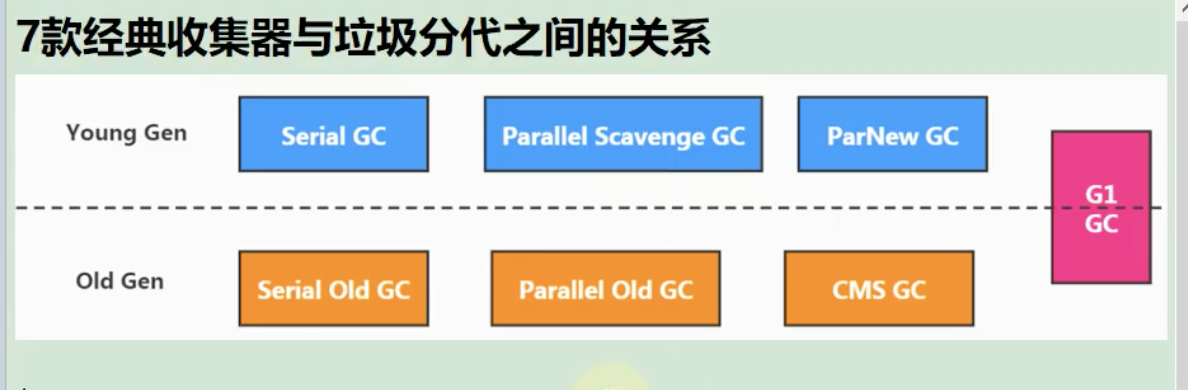 7款经典收集器与垃圾分代之间的关系
Young Gen
Serial GC
Parallel Scavenge GC
ParNew GC
G1
GC
Old Gen
Serial Old GC
Parallel Old GC
CMS GC